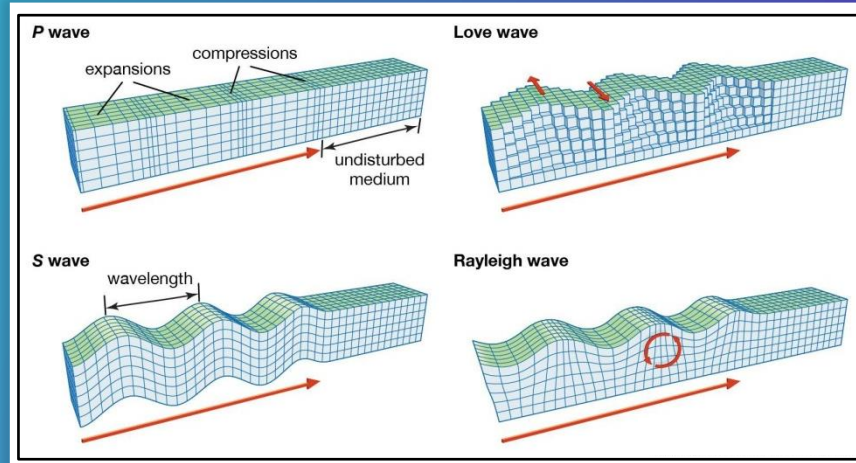 P wave
compressions
expansions
undisturbed
medium
Love wave
S wave
wavelength
Rayleigh wave